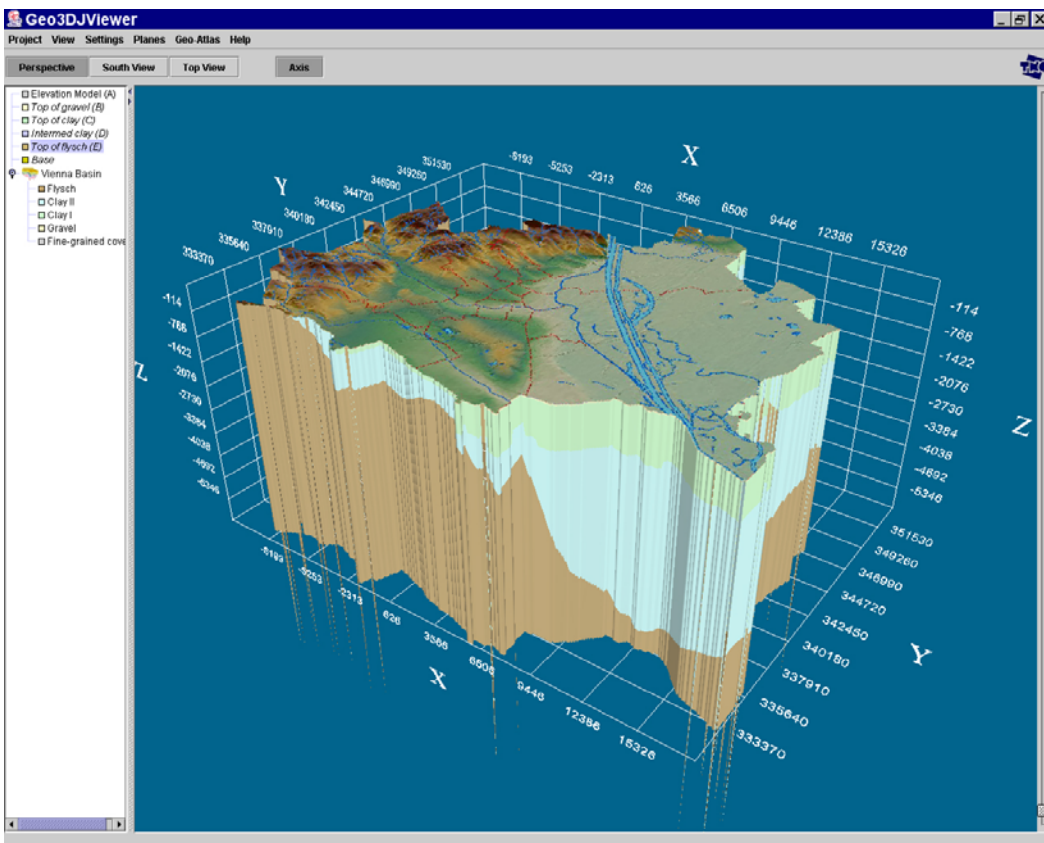 Geo3DJViewer
Project View Settings Planes Geo-Atlas Help
Perspective South View Top View Axis
Elevation Model (A)
Top of gravel (B)
Top of clay (C)
Intermed clay (D)
Top of flysch (E)
Base
Vienna Basin
Flysch
Clay II
Clay I
Gravel
Fine-grained cove
X
-8193 -5253 -2313 626 3566 6506 9446 12386 15326
Y
351530
349260
346990
344720
342450
340180
337910
335640
333370
-114
-768
-1422
-2076
-2730
-3384
-4038
-4692
-5346
Z
-114
-768
-1422
-2076
-2730
-3384
-4038
-4692
-5346
Z
-8193
-5253
-2313
626
3566
6506
9446
12386
15326
X
351530
349260
346990
344720
342450
340180
337910
335640
333370
Y